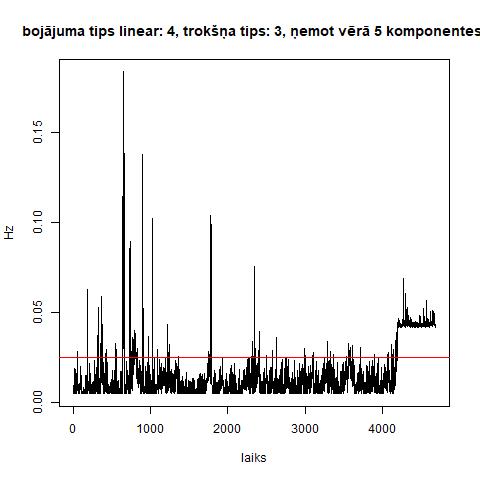 bojājuma tips linear: 4, trokšņa tips: 3, ņemot vērā 5 komponentes
0.15
0.10
Hz
0.05
0.00
0 1000 2000 3000 4000
laiks